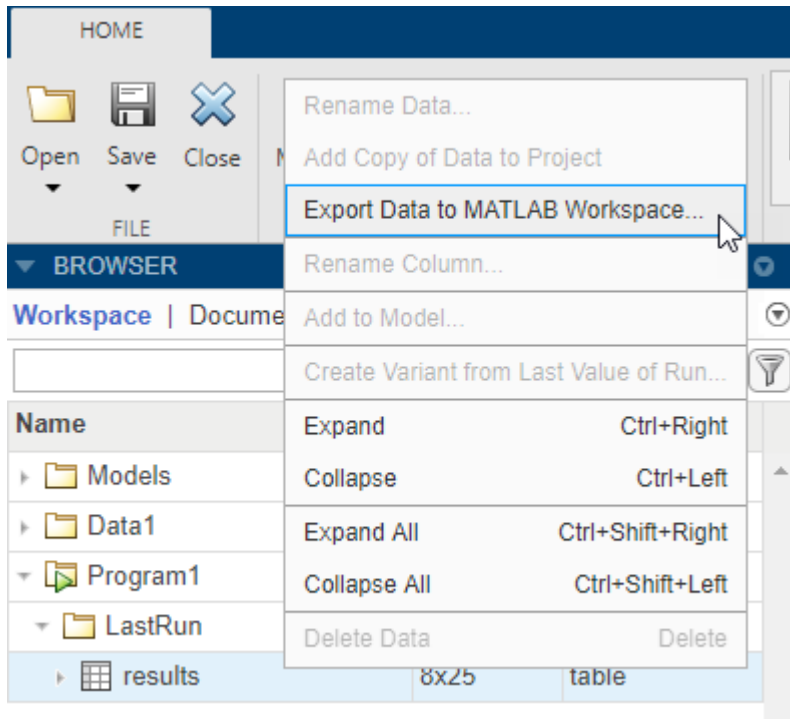 HOME
Open Save Close
FILE
BROWSER
Workspace | Docume
Name
Models
Data1
Program1
LastRun
results 8x25 table
Rename Data...
Add Copy of Data to Project
Export Data to MATLAB Workspace...
Rename Column...
Add to Model...
Create Variant from Last Value of Run...
Expand Ctrl+Right
Collapse Ctrl+Left
Expand All Ctrl+Shift+Right
Collapse All Ctrl+Shift+Left
Delete Data Delete